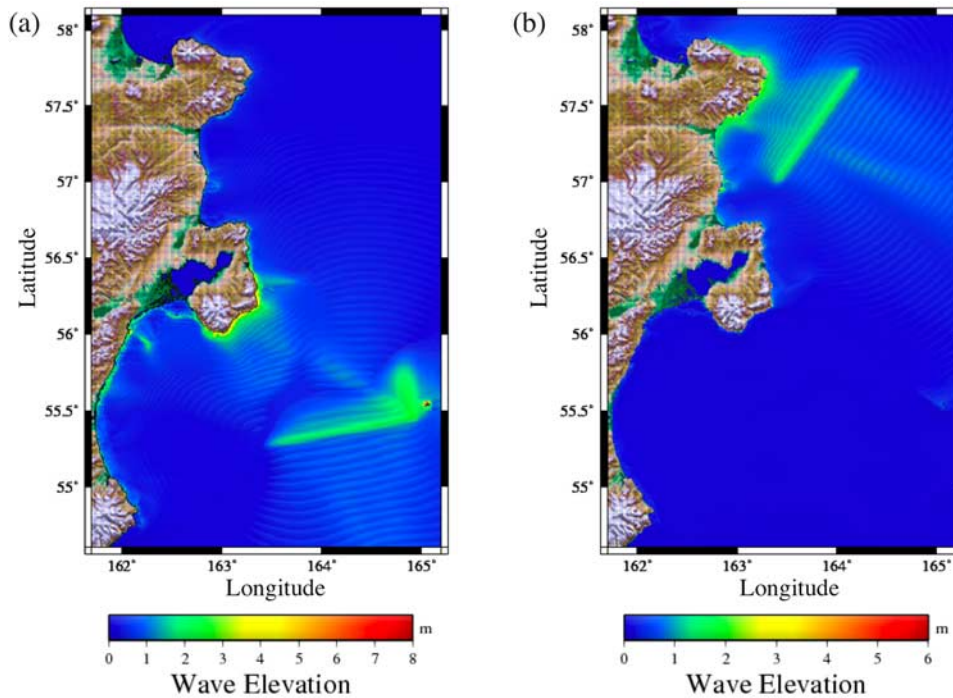 (a)
58˚
57.5˚
57˚
56.5˚
56˚
55.5˚
55˚
Latitude
162˚ 163˚ 164˚ 165˚
Longitude
0 1 2 3 4 5 6 7 8 m
Wave Elevation
(b)
58˚
57.5˚
57˚
56.5˚
56˚
55.5˚
55˚
Latitude
162˚ 163˚ 164˚ 165˚
Longitude
0 1 2 3 4 5 6 m
Wave Elevation